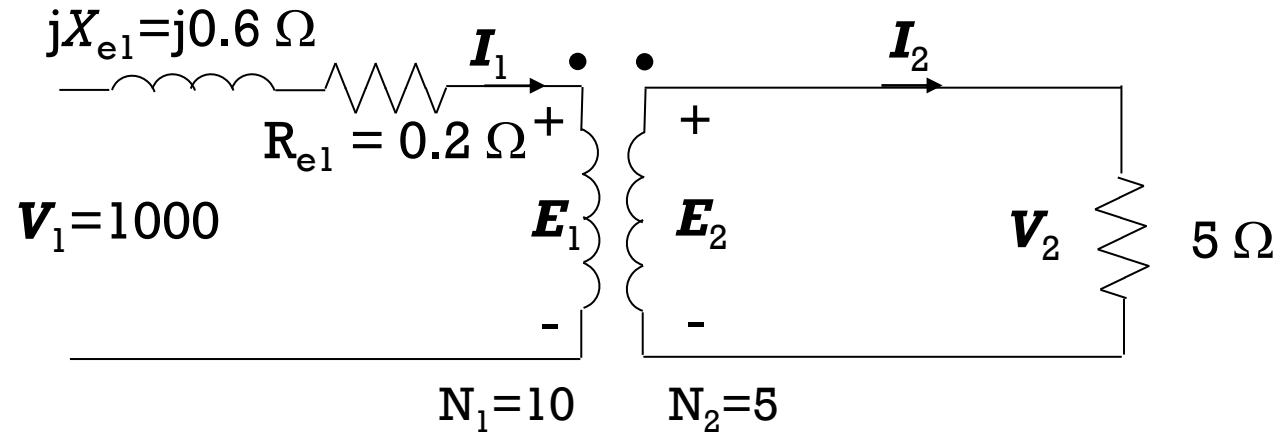 jXe1=j0.6 Ω
I1
I2
Re1 = 0.2 Ω
+
+
V1=1000
E1
E2
V2
5 Ω
-
-
N1=10
N2=5